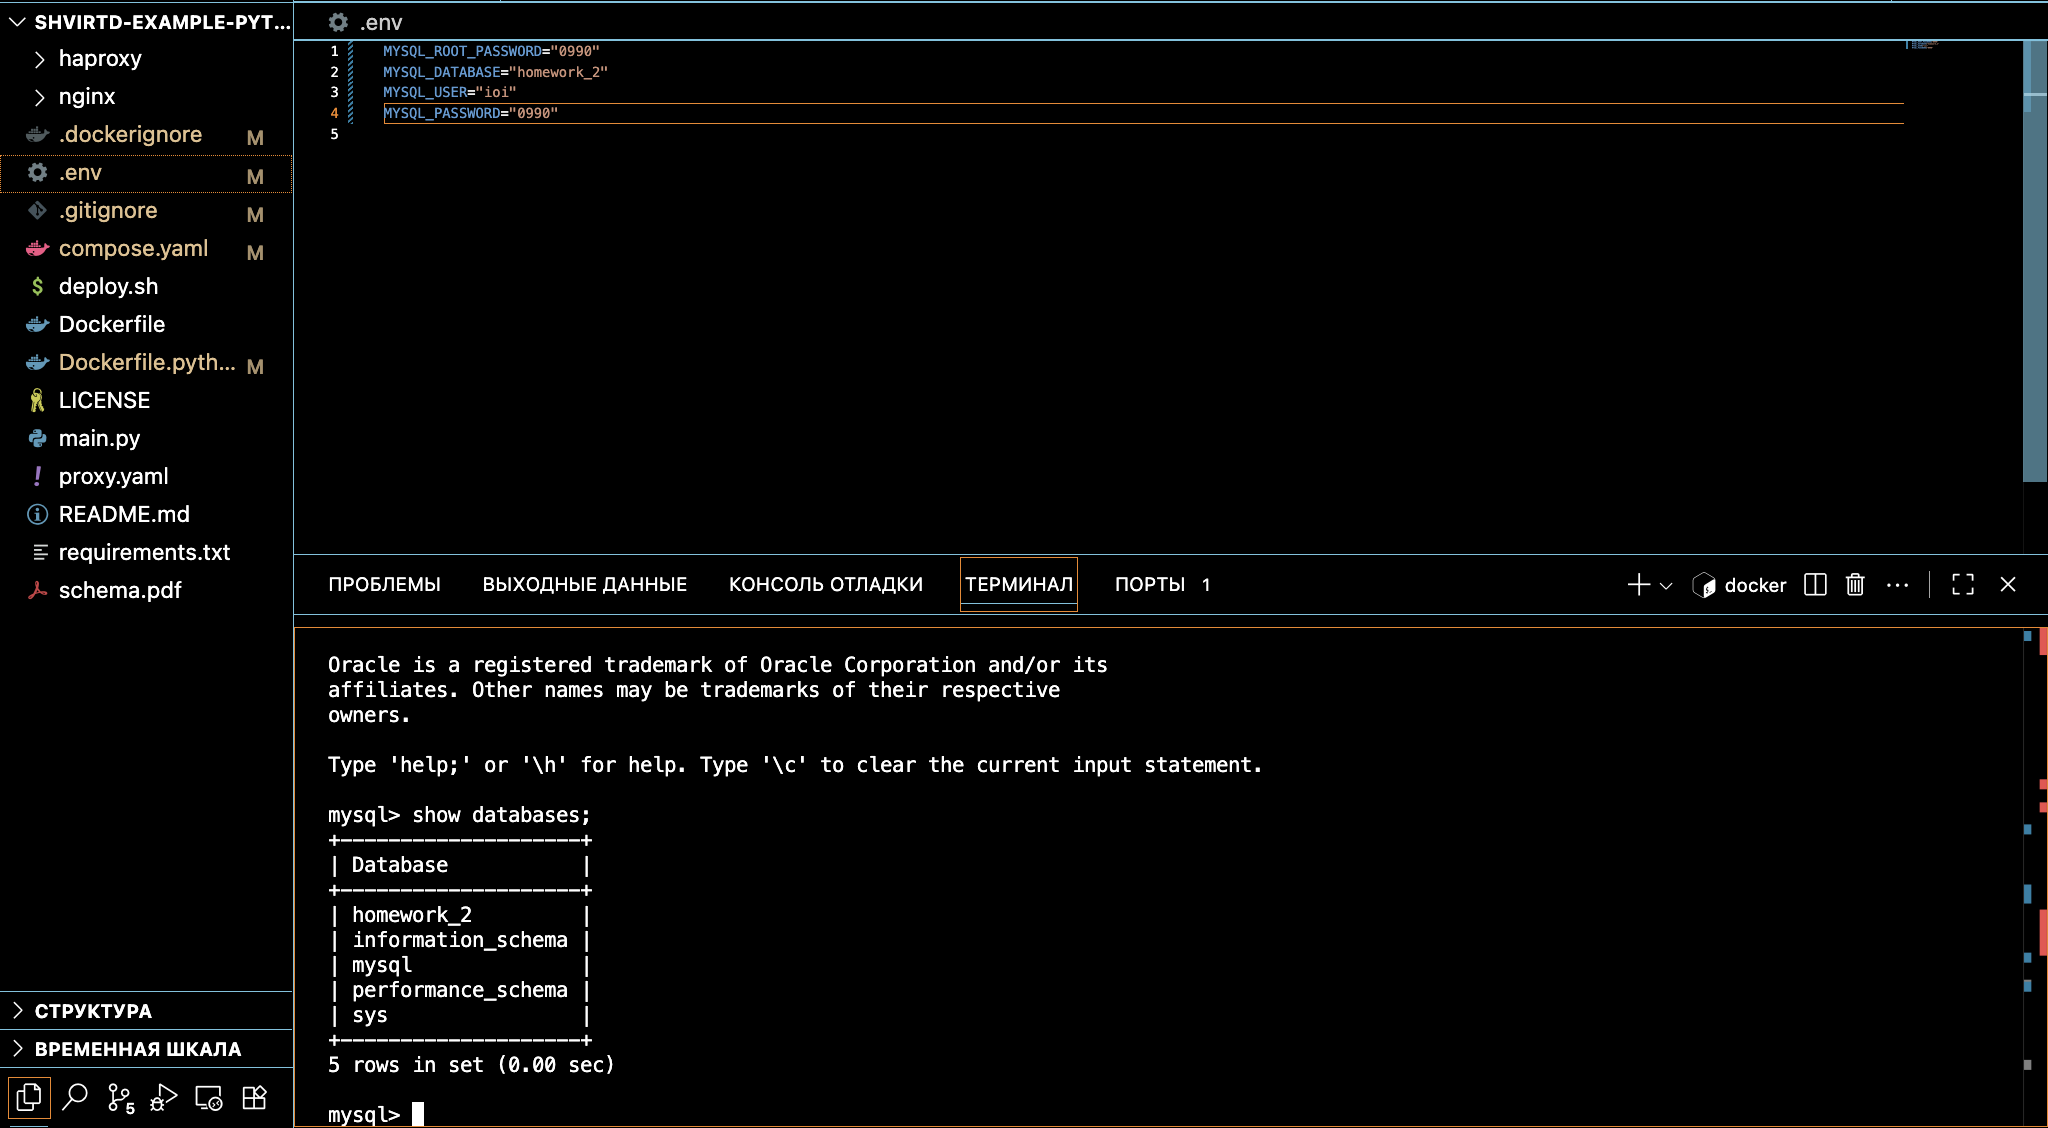 SHVIRTD-EXAMPLE-PYT...
haproxy
nginx
.dockerignore M
.env M
.gitignore M
compose.yaml M
$ deploy.sh
Dockerfile
Dockerfile.pyth... M
LICENSE
main.py
! proxy.yaml
README.md
requirements.txt
schema.pdf
СТРУКТУРА
ВРЕМЕННАЯ ШКАЛА
5
.env
1 MYSQL_ROOT_PASSWORD="0990"
2 MYSQL_DATABASE="homework_2"
3 MYSQL_USER="ioi"
4 MYSQL_PASSWORD="0990"
5
ПРОБЛЕМЫ ВЫХОДНЫЕ ДАННЫЕ КОНСОЛЬ ОТЛАДКИ ТЕРМИНАЛ ПОРТЫ 1 docker
Oracle is a registered trademark of Oracle Corporation and/or its
affiliates. Other names may be trademarks of their respective
owners.
Type 'help;' or '\h' for help. Type '\c' to clear the current input statement.
mysql> show databases;
+--------------------+
| Database           |
+--------------------+
| homework_2         |
| information_schema |
| mysql              |
| performance_schema |
| sys                |
+--------------------+
5 rows in set (0.00 sec)
mysql>